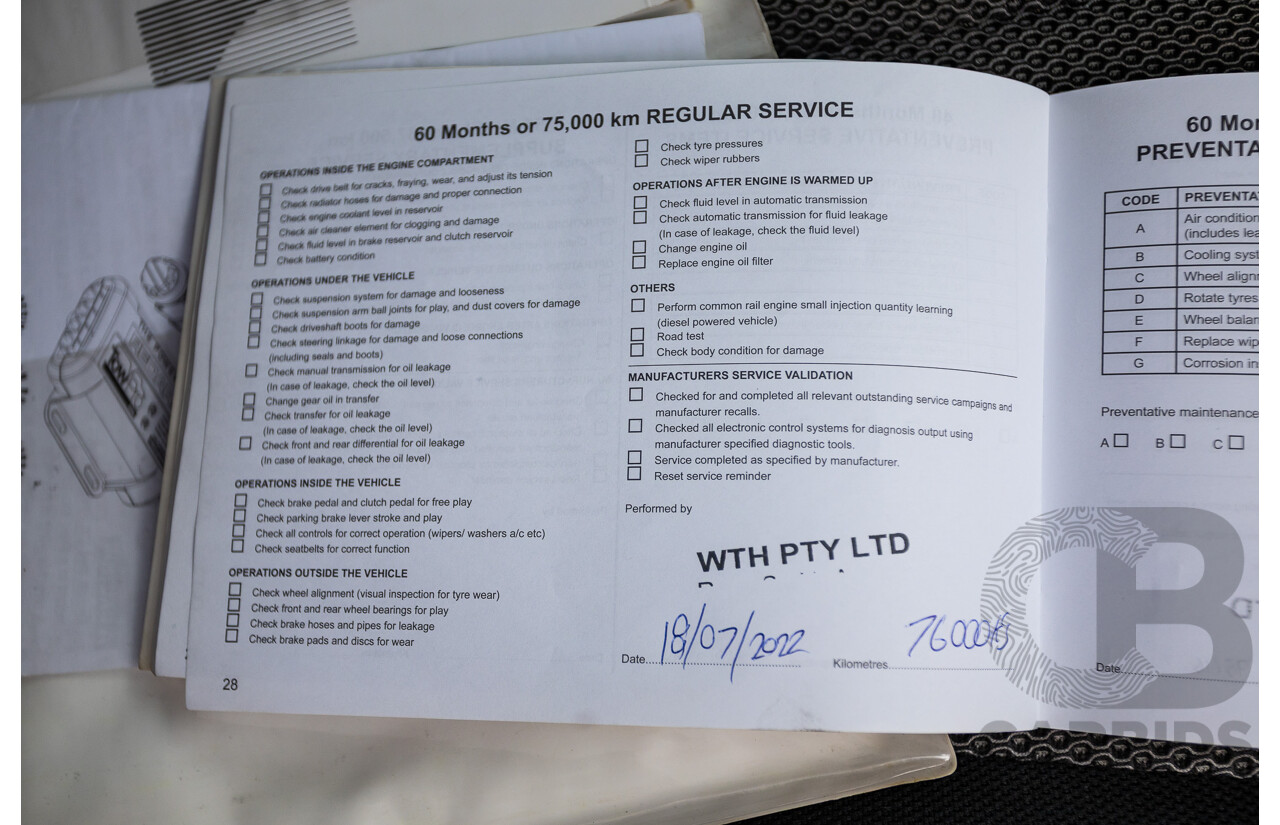 60 Months or 75,000 km REGULAR SERVICE
OPERATIONS INSIDE THE ENGINE COMPARTMENT
Check drive belt for cracks, fraying, wear, and adjust its tension
Check radiator hoses for damage and proper connection
Check engine coolant level in reservoir
Check air cleaner element for clogging and damage
Check fluid level in brake reservoir and clutch reservoir
Check battery condition
OPERATIONS UNDER THE VEHICLE
Check suspension system for damage and looseness
Check suspension arm ball joints for play, and dust covers for damage
Check driveshaft boots for damage
Check steering linkage for damage and loose connections
(including seals and boots)
Check manual transmission for oil leakage
(In case of leakage, check the oil level)
Change gear oil in transfer
Check transfer for oil leakage
(In case of leakage, check the oil level)
Check front and rear differential for oil leakage
(In case of leakage, check the oil level)
OPERATIONS INSIDE THE VEHICLE
Check brake pedal and clutch pedal for free play
Check parking brake lever stroke and play
Check all controls for correct operation (wipers/ washers a/c etc)
Check seatbelts for correct function
OPERATIONS OUTSIDE THE VEHICLE
Check wheel alignment (visual inspection for tyre wear)
Check front and rear wheel bearings for play
Check brake hoses and pipes for leakage
Check brake pads and discs for wear
28
Check tyre pressures
Check wiper rubbers
OPERATIONS AFTER ENGINE IS WARMED UP
Check fluid level in automatic transmission
Check automatic transmission for fluid leakage
(In case of leakage, check the fluid level)
Change engine oil
Replace engine oil filter
OTHERS
Perform common rail engine small injection quantity learning
(diesel powered vehicle)
Road test
Check body condition for damage
MANUFACTURERS SERVICE VALIDATION
Checked for and completed all relevant outstanding service campaigns and
manufacturer recalls.
Checked all electronic control systems for diagnosis output using
manufacturer specified diagnostic tools.
Service completed as specified by manufacturer.
Reset service reminder
Performed by
WTH PTY LTD
Date 18/07/2022 Kilometres 76000
60 Mo
PREVENTA
CODE PREVENTA
A Air condition
(includes lea
B Cooling syst
C Wheel align
D Rotate tyres
E Wheel balan
F Replace wip
G Corrosion in
Preventative maintenance
A B C
Date
CB
CARBIDS